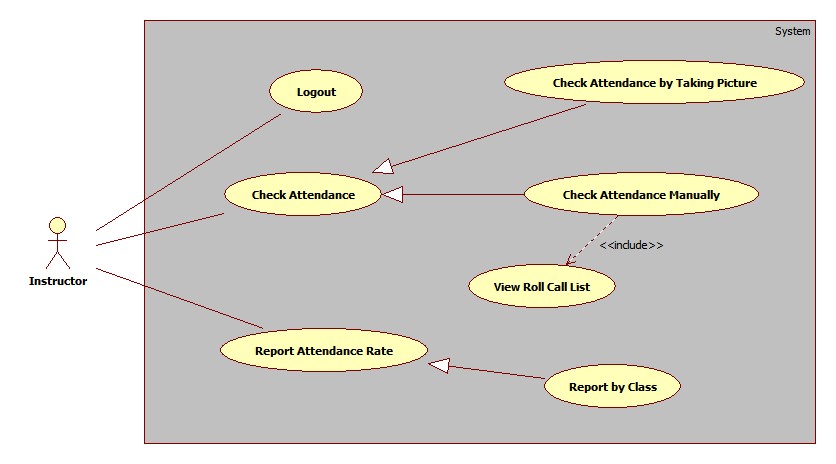 System
Check Attendance by Taking Picture
Logout
Check Attendance
Check Attendance Manually
<<include>>
Instructor
View Roll Call List
Report Attendance Rate
Report by Class